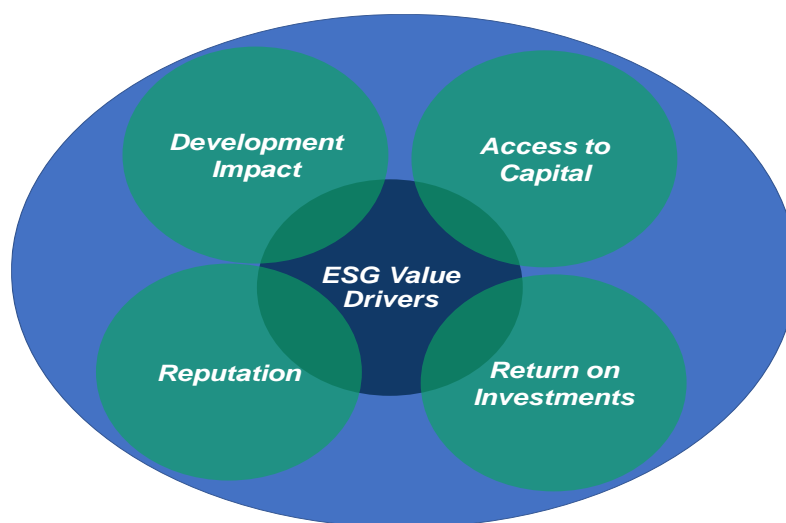 Development
Impact
Access to
Capital
ESG Value
Drivers
Reputation
Return on
Investments